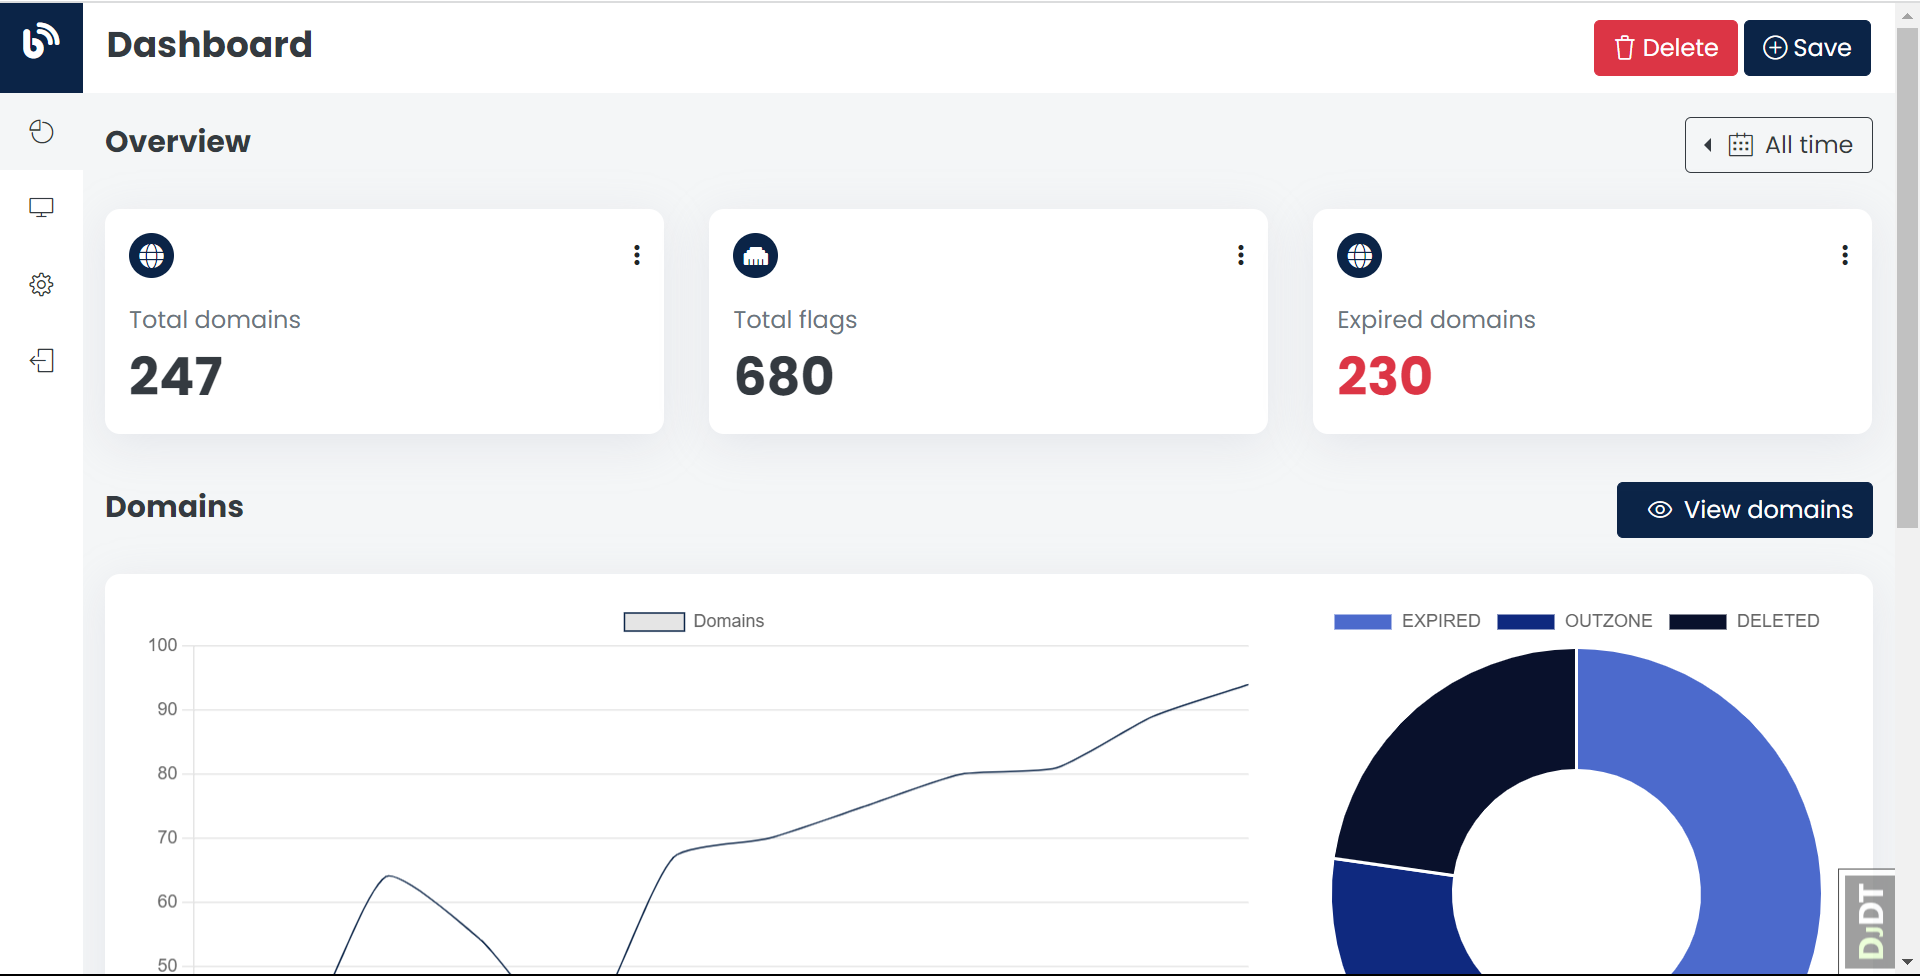 Dashboard
Delete
Save
Overview
All time
Total domains
247
Total flags
680
Expired domains
230
Domains
View domains
Domains
100
90
80
70
60
50
EXPIRED OUTZONE DELETED
DJDT